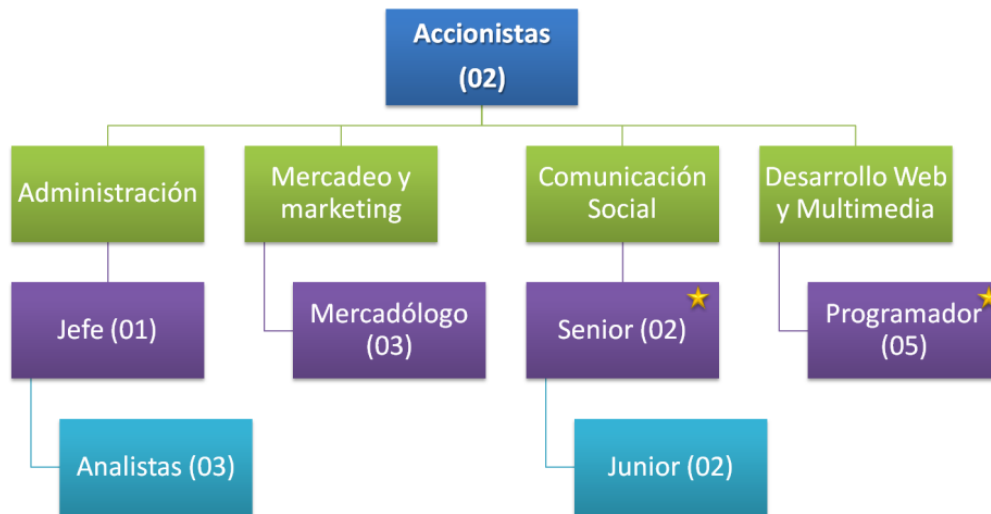 Accionistas
(02)
Administración
Mercadeo y
marketing
Comunicación
Social
Desarrollo Web
y Multimedia
Jefe (01)
Mercadólogo
(03)
Senior (02)
Programador
(05)
Analistas (03)
Junior (02)